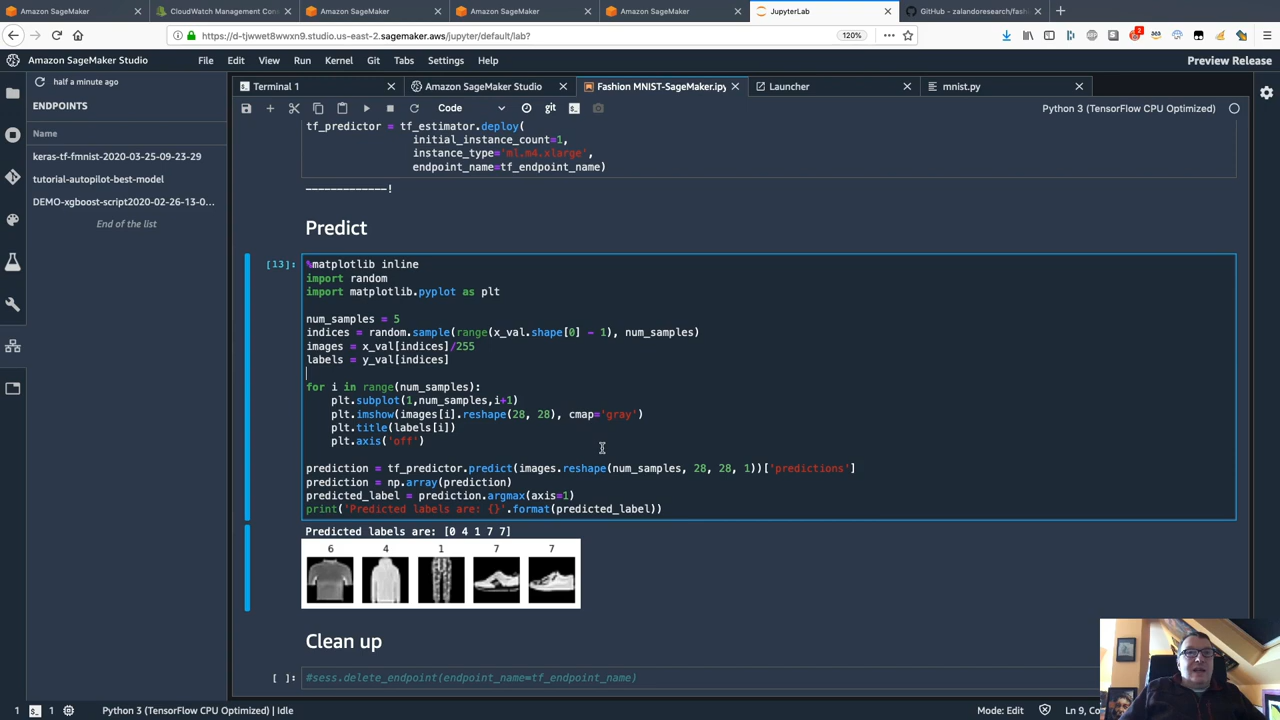 Amazon SageMaker
CloudWatch Management Con
Amazon SageMaker
Amazon SageMaker
Amazon SageMaker
JupyterLab
GitHub - zalandoresearch/fashi
https://d-tjwwet8wwxn9.studio.us-east-2.sagemaker.aws/jupyter/default/lab?
120%
2
Amazon SageMaker Studio
File Edit View Run Kernel Git Tabs Settings Help
Preview Release
half a minute ago
ENDPOINTS
Name
keras-tf-fmnist-2020-03-25-09-23-29
tutorial-autopilot-best-model
DEMO-xgboost-script2020-02-26-13-0...
End of the list
Terminal 1
Amazon SageMaker Studio
Fashion MNIST-SageMaker.ipy
Launcher
mnist.py
Code
git
Python 3 (TensorFlow CPU Optimized)
tf_predictor = tf_estimator.deploy(
initial_instance_count=1,
instance_type='ml.m4.xlarge',
endpoint_name=tf_endpoint_name)
-------------!
Predict
[13]:
%matplotlib inline
import random
import matplotlib.pyplot as plt
num_samples = 5
indices = random.sample(range(x_val.shape[0] - 1), num_samples)
images = x_val[indices]/255
labels = y_val[indices]
for i in range(num_samples):
plt.subplot(1,num_samples,i+1)
plt.imshow(images[i].reshape(28, 28), cmap='gray')
plt.title(labels[i])
plt.axis('off')
prediction = tf_predictor.predict(images.reshape(num_samples, 28, 28, 1))['predictions']
prediction = np.array(prediction)
predicted_label = prediction.argmax(axis=1)
print('Predicted labels are: {}'.format(predicted_label))
Predicted labels are: [0 4 1 7 7]
6 4 1 7 7
Clean up
[ ]:
#sess.delete_endpoint(endpoint_name=tf_endpoint_name)
1
1
Python 3 (TensorFlow CPU Optimized) | Idle
Mode: Edit
Ln 9, Co